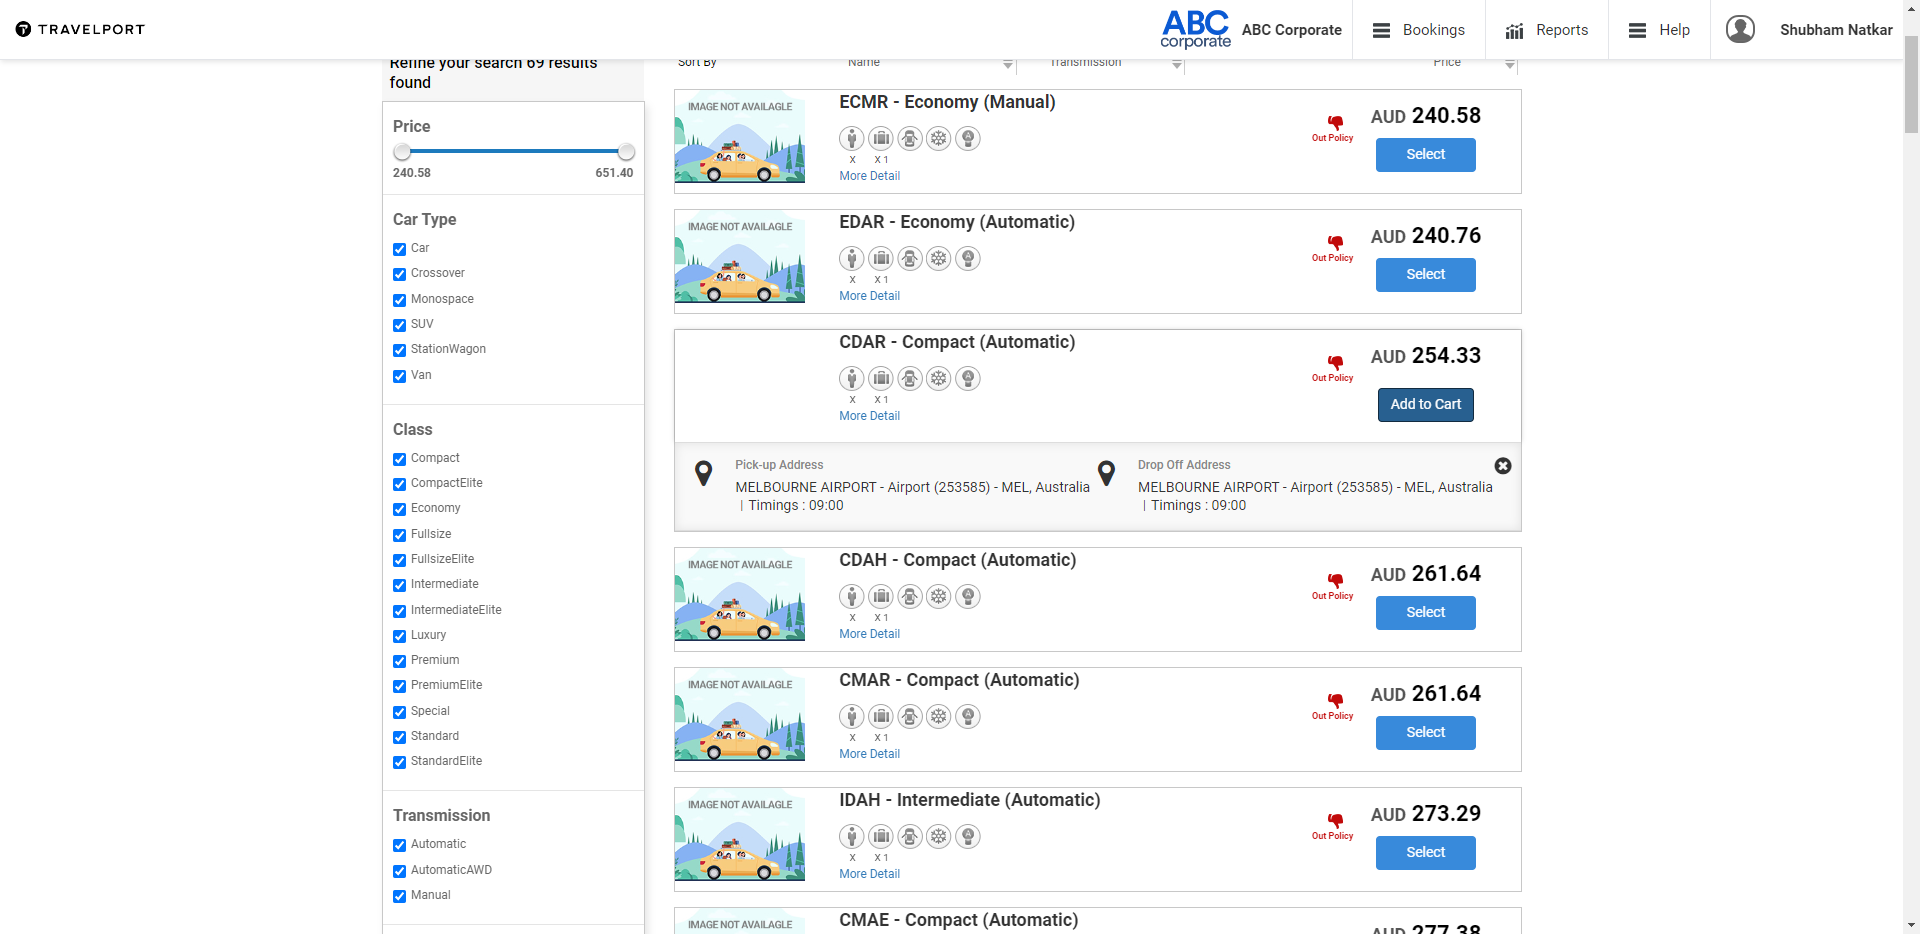 TRAVELPORT
ABC
corporate
ABC Corporate
Bookings
Reports
Help
Shubham Natkar
Refine your search 69 results
found
Price
240.58
651.40
Car Type
Car
Crossover
Monospace
SUV
StationWagon
Van
Class
Compact
CompactElite
Economy
Fullsize
FullsizeElite
Intermediate
IntermediateElite
Luxury
Premium
PremiumElite
Special
Standard
StandardElite
Transmission
Automatic
AutomaticAWD
Manual
Sort By
Name
Transmission
Price
IMAGE NOT AVAILAGLE
ECMR - Economy (Manual)
X
X 1
More Detail
Out Policy
AUD 240.58
Select
IMAGE NOT AVAILAGLE
EDAR - Economy (Automatic)
X
X 1
More Detail
Out Policy
AUD 240.76
Select
CDAR - Compact (Automatic)
X
X 1
More Detail
Out Policy
AUD 254.33
Add to Cart
Pick-up Address
MELBOURNE AIRPORT - Airport (253585) - MEL, Australia
| Timings : 09:00
Drop Off Address
MELBOURNE AIRPORT - Airport (253585) - MEL, Australia
| Timings : 09:00
IMAGE NOT AVAILAGLE
CDAH - Compact (Automatic)
X
X 1
More Detail
Out Policy
AUD 261.64
Select
IMAGE NOT AVAILAGLE
CMAR - Compact (Automatic)
X
X 1
More Detail
Out Policy
AUD 261.64
Select
IMAGE NOT AVAILAGLE
IDAH - Intermediate (Automatic)
X
X 1
More Detail
Out Policy
AUD 273.29
Select
IMAGE NOT AVAILAGLE
CMAE - Compact (Automatic)
AUD 277.38